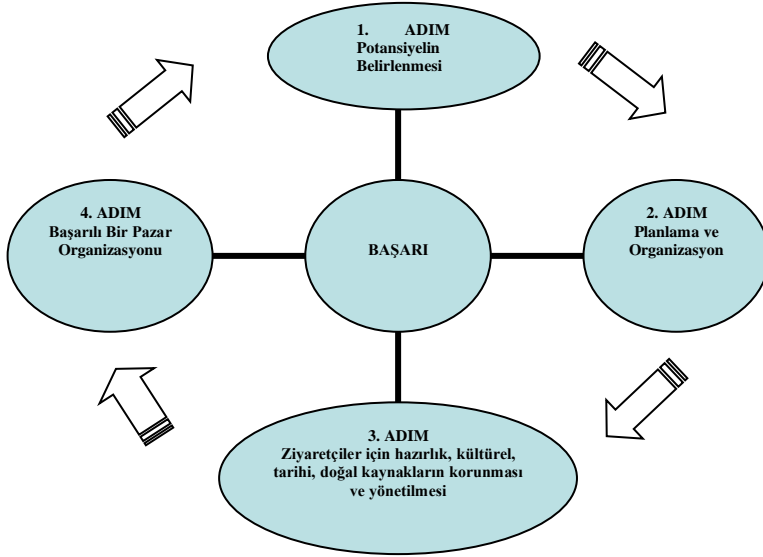 1. ADIM
Potansiyelin
Belirlenmesi
4. ADIM
Başarılı Bir Pazar
Organizasyonu
BAŞARI
2. ADIM
Planlama ve
Organizasyon
3. ADIM
Ziyaretçiler için hazırlık, kültürel,
tarihi, doğal kaynakların korunması
ve yönetilmesi